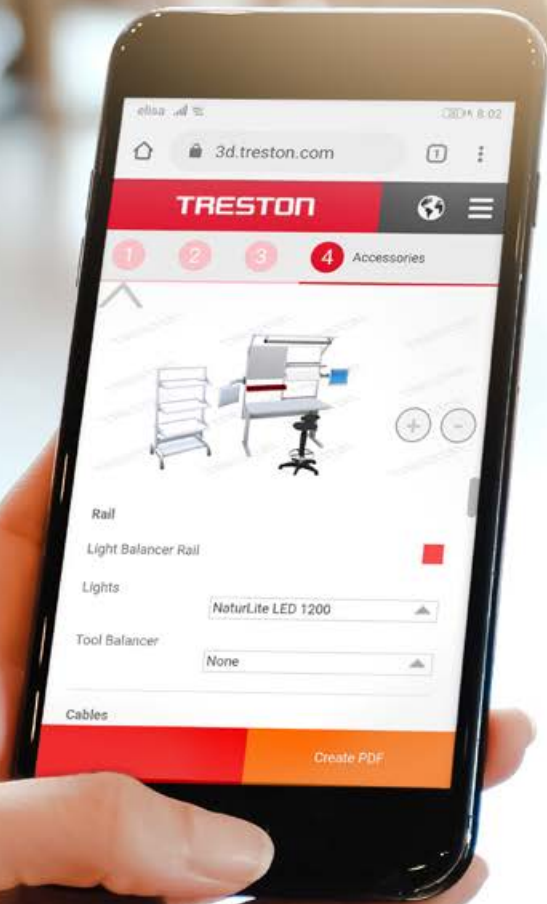 elisa
8:02
3d.treston.com
1
TRESTON
1 2 3 4 Accessories
+ -
Rail
Light Balancer Rail
Lights
NaturLite LED 1200
Tool Balancer
None
Cables
Create PDF